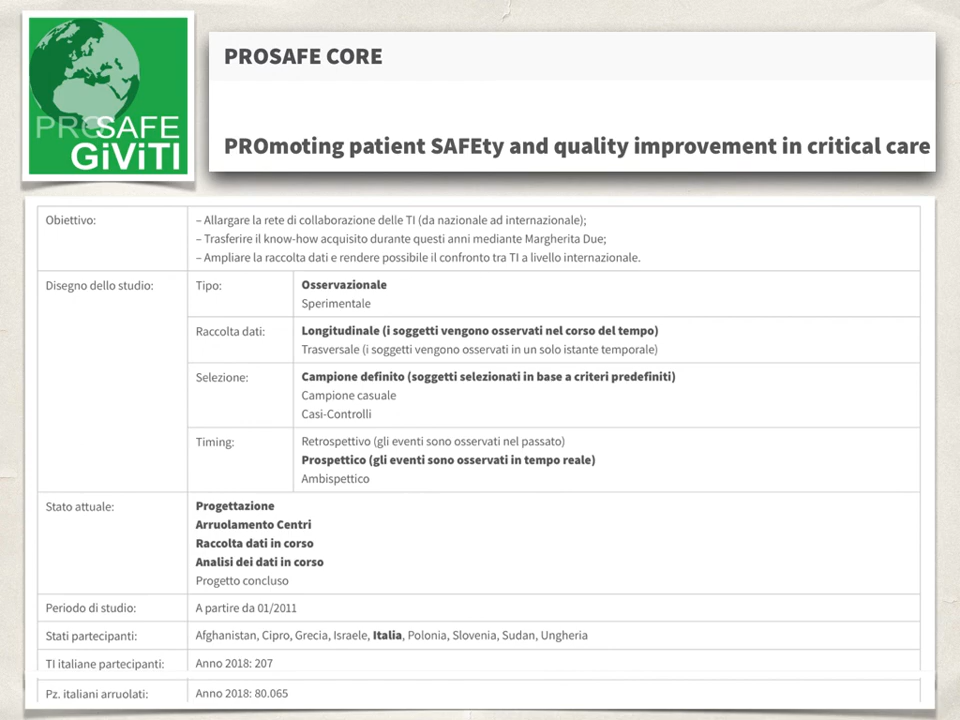 PROSAFE
GiViTI
PROSAFE CORE
PROmoting patient SAFEty and quality improvement in critical care
Obiettivo:
– Allargare la rete di collaborazione delle TI (da nazionale ad internazionale);
– Trasferire il know-how acquisito durante questi anni mediante Margherita Due;
– Ampliare la raccolta dati e rendere possibile il confronto tra TI a livello internazionale.
Disegno dello studio:
Tipo:
Osservazionale
Sperimentale
Raccolta dati:
Longitudinale (i soggetti vengono osservati nel corso del tempo)
Trasversale (i soggetti vengono osservati in un solo istante temporale)
Selezione:
Campione definito (soggetti selezionati in base a criteri predefiniti)
Campione casuale
Casi-Controlli
Timing:
Retrospettivo (gli eventi sono osservati nel passato)
Prospettico (gli eventi sono osservati in tempo reale)
Ambispettico
Stato attuale:
Progettazione
Arruolamento Centri
Raccolta dati in corso
Analisi dei dati in corso
Progetto concluso
Periodo di studio:
A partire da 01/2011
Stati partecipanti:
Afghanistan, Cipro, Grecia, Israele, Italia, Polonia, Slovenia, Sudan, Ungheria
TI italiane partecipanti:
Anno 2018: 207
Pz. italiani arruolati:
Anno 2018: 80.065